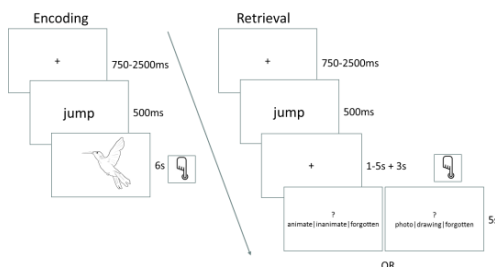 Encoding
+
750-2500ms
jump
500ms
6s
Retrieval
+
750-2500ms
jump
500ms
+
1-5s + 3s
?
animate|inanimate|forgotten
?
photo|drawing|forgotten
5s
OR